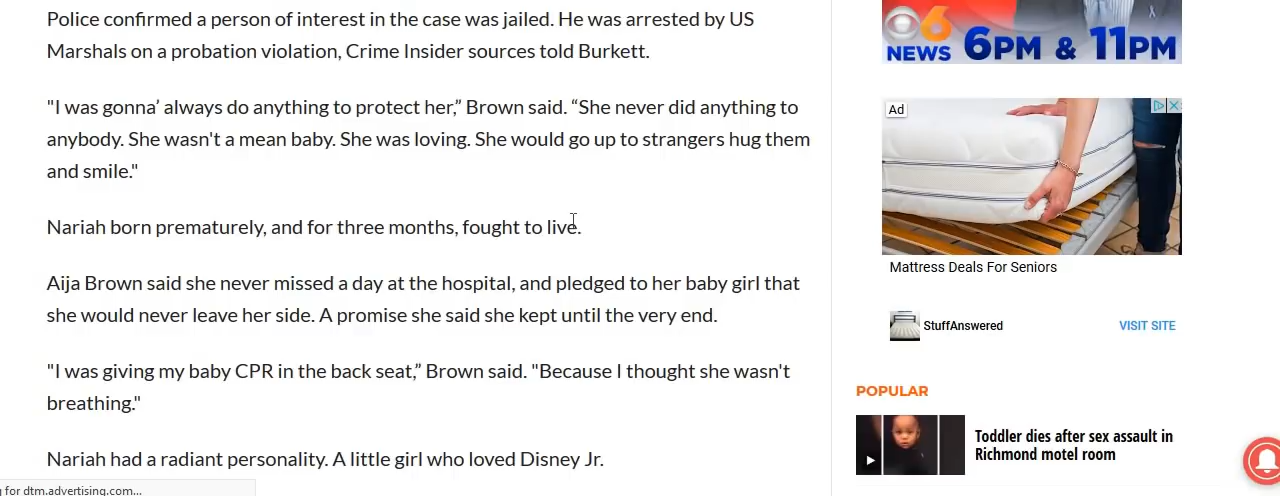 Police confirmed a person of interest in the case was jailed. He was arrested by US
Marshals on a probation violation, Crime Insider sources told Burkett.
"I was gonna’ always do anything to protect her,” Brown said. “She never did anything to
anybody. She wasn't a mean baby. She was loving. She would go up to strangers hug them
and smile."
Nariah born prematurely, and for three months, fought to live.
Aija Brown said she never missed a day at the hospital, and pledged to her baby girl that
she would never leave her side. A promise she said she kept until the very end.
"I was giving my baby CPR in the back seat,” Brown said. "Because I thought she wasn't
breathing."
Nariah had a radiant personality. A little girl who loved Disney Jr.
g for dtm.advertising.com...
6
NEWS 6PM & 11PM
Ad
Mattress Deals For Seniors
StuffAnswered
VISIT SITE
POPULAR
Toddler dies after sex assault in
Richmond motel room